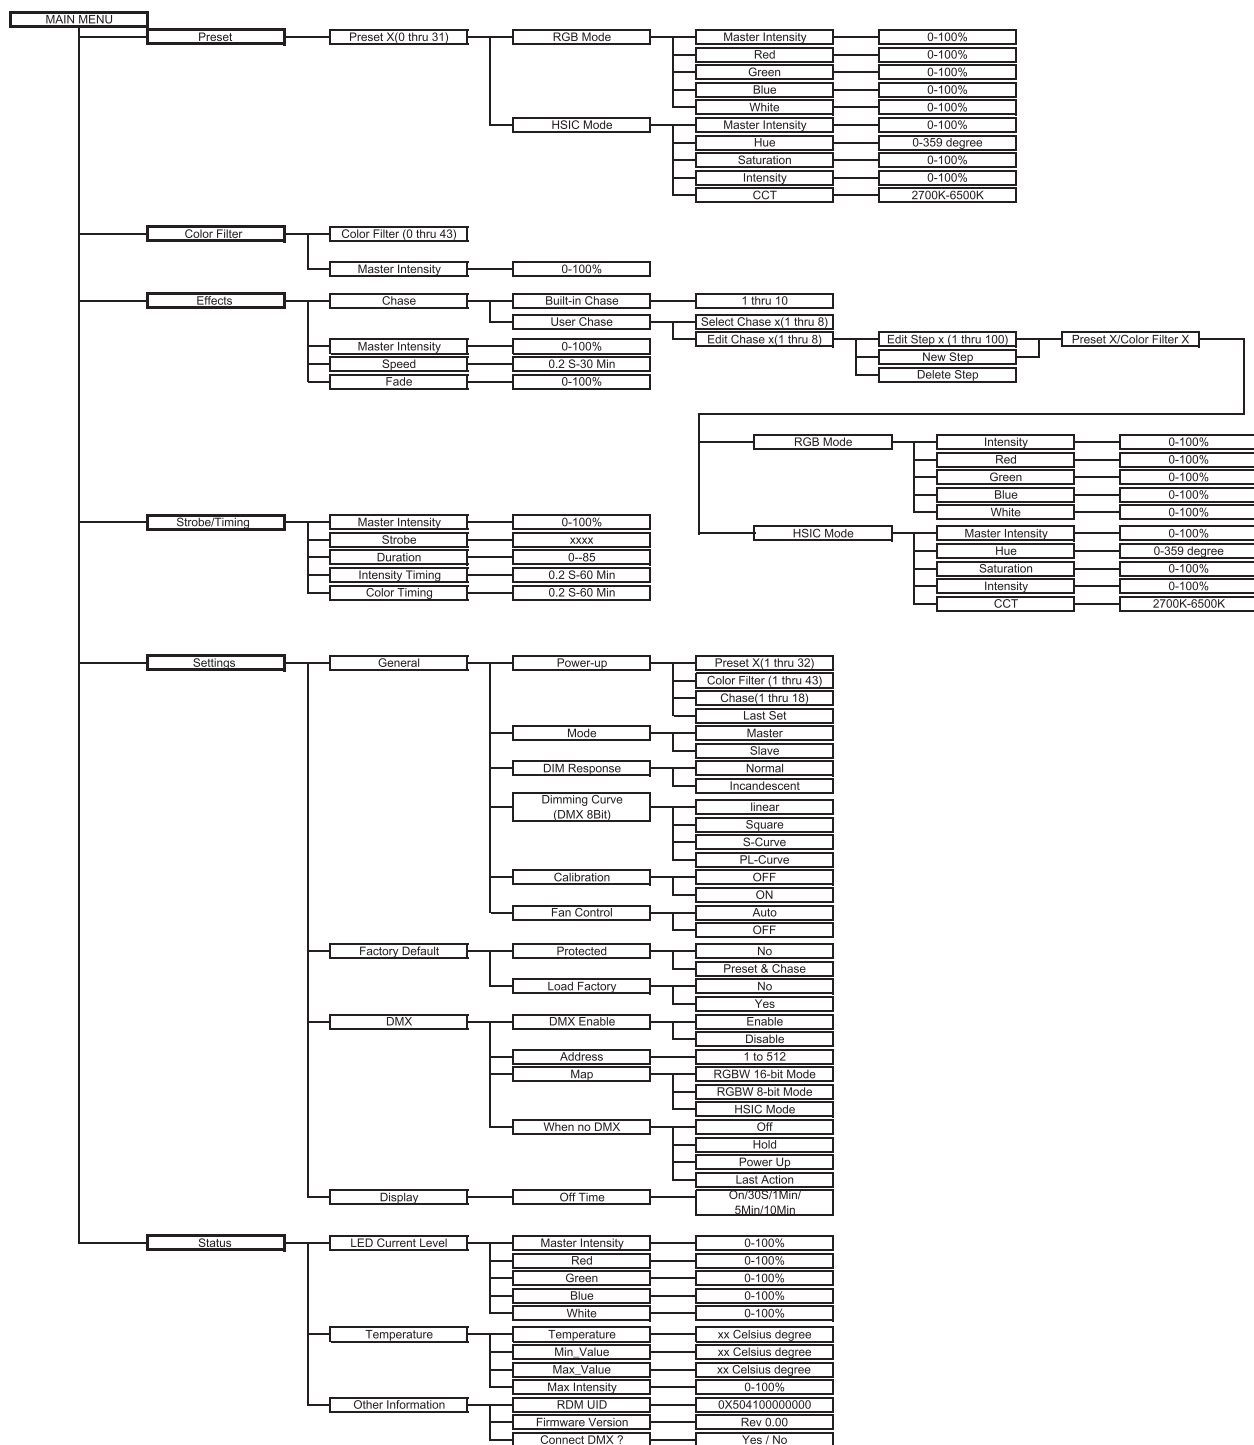 MAIN MENU
Preset Preset X(0 thru 31) RGB Mode Master Intensity 0-100%
Red 0-100%
Green 0-100%
Blue 0-100%
White 0-100%
HSIC Mode Master Intensity 0-100%
Hue 0-359 degree
Saturation 0-100%
Intensity 0-100%
CCT 2700K-6500K
Color Filter Color Filter (0 thru 43)
Master Intensity 0-100%
Effects Chase Built-in Chase 1 thru 10
User Chase Select Chase x(1 thru 8)
Edit Chase x(1 thru 8) Edit Step x (1 thru 100) Preset X/Color Filter X
Master Intensity 0-100%
New Step
Speed 0.2 S-30 Min
Delete Step
Fade 0-100%
RGB Mode Intensity 0-100%
Red 0-100%
Green 0-100%
Blue 0-100%
White 0-100%
HSIC Mode Master Intensity 0-100%
Hue 0-359 degree
Saturation 0-100%
Intensity 0-100%
CCT 2700K-6500K
Strobe/Timing Master Intensity 0-100%
Strobe xxxx
Duration 0--85
Intensity Timing 0.2 S-60 Min
Color Timing 0.2 S-60 Min
Settings General Power-up Preset X(1 thru 32)
Color Filter (1 thru 43)
Chase(1 thru 18)
Last Set
Mode Master
Slave
DIM Response Normal
Incandescent
Dimming Curve
(DMX 8Bit)
linear
Square
S-Curve
PL-Curve
Calibration OFF
ON
Fan Control Auto
OFF
Factory Default Protected No
Preset & Chase
Load Factory No
Yes
DMX DMX Enable Enable
Disable
Address 1 to 512
Map RGBW 16-bit Mode
RGBW 8-bit Mode
HSIC Mode
When no DMX Off
Hold
Power Up
Last Action
Display Off Time On/30S/1Min/
5Min/10Min
Status LED Current Level Master Intensity 0-100%
Red 0-100%
Green 0-100%
Blue 0-100%
White 0-100%
Temperature Temperature xx Celsius degree
Min_Value xx Celsius degree
Max_Value xx Celsius degree
Max Intensity 0-100%
Other Information RDM UID 0X504100000000
Firmware Version Rev 0.00
Connect DMX ? Yes / No